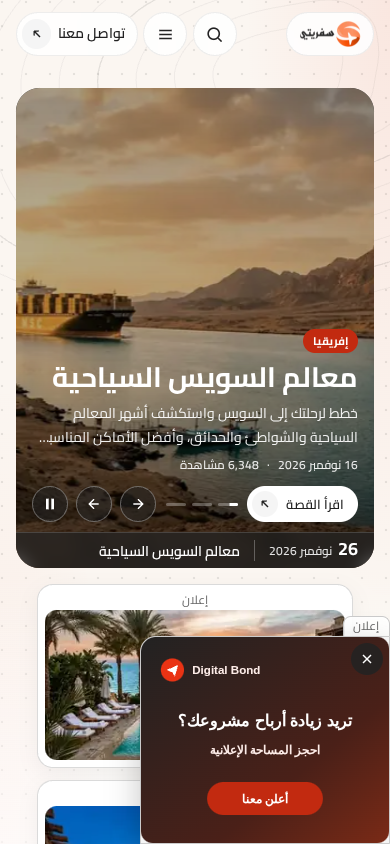 سفريتي
تواصل معنا
إفريقيا
معالم السويس السياحية
خطط لرحلتك إلى السويس واستكشف أشهر المعالم
السياحية والشواطئ والحدائق، وأفضل الأماكن المناسبـ...
16 نوفمبر 2026 · 6,348 مشاهدة
اقرأ القصة
26 نوفمبر 2026
معالم السويس السياحية
إعلان
إعلان
Digital Bond
تريد زيادة أرباح مشروعك؟
احجز المساحة الإعلانية
أعلن معنا